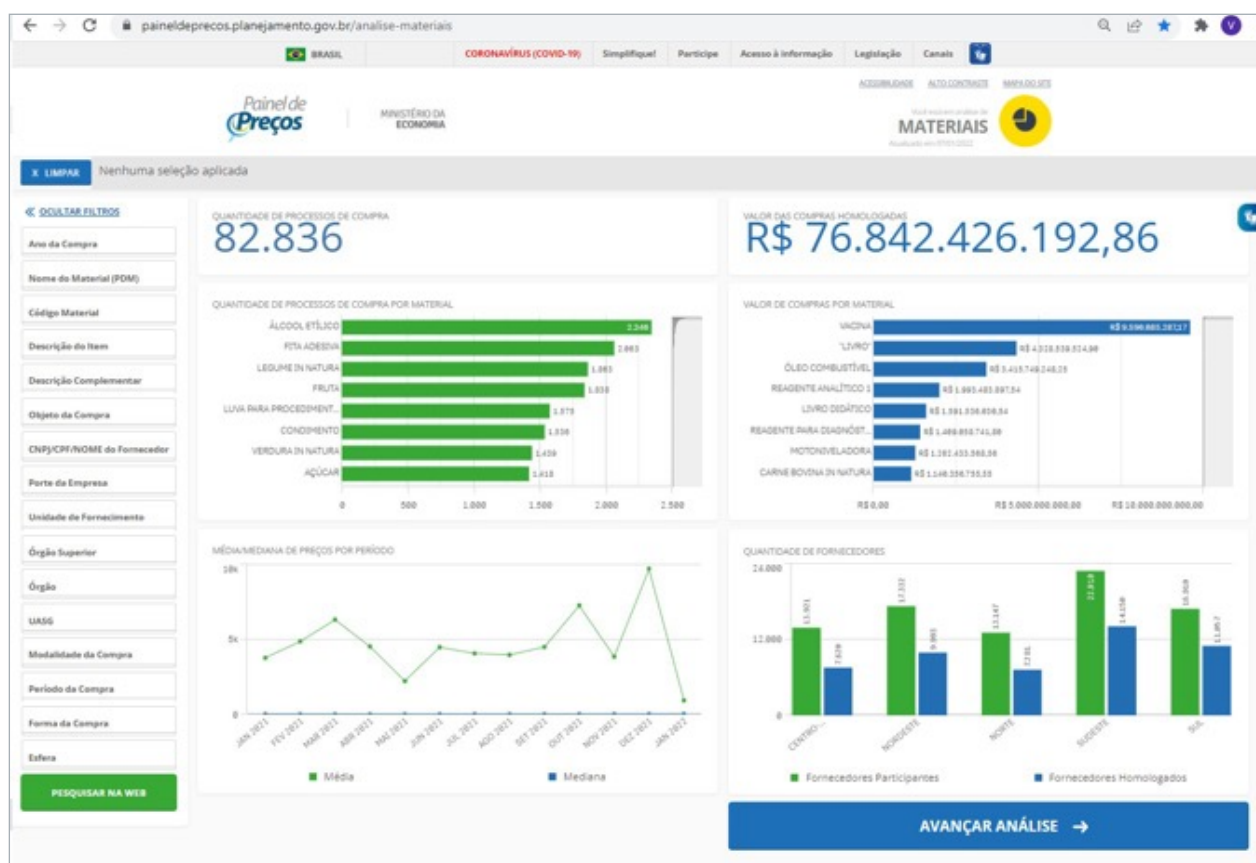 paineldeprecos.planejamento.gov.br/analise-materiais
V
BRASIL
CORONAVÍRUS (COVID-19)
Simplifique!
Participe
Acesso à informação
Legislação
Canais
ACESSIBILIDADE
ALTO CONTRASTE
MAPA DO SITE
Painel de
Preços
MINISTÉRIO DA
ECONOMIA
MATERIAIS
Atualizado em 07/01/2022
X LIMPAR
Nenhuma seleção aplicada
OCULTAR FILTROS
Ano da Compra
Nome do Material (PDM)
Código Material
Descrição do Item
Descrição Complementar
Objeto da Compra
CNPJ/CPF/NOME do Fornecedor
Porte da Empresa
Unidade de Fornecimento
Órgão Superior
Órgão
UASG
Modalidade da Compra
Período da Compra
Forma da Compra
Esfera
PESQUISAR NA WEB
QUANTIDADE DE PROCESSOS DE COMPRA
82.836
VALOR DAS COMPRAS HOMOLOGADAS
R$ 76.842.426.192,86
QUANTIDADE DE PROCESSOS DE COMPRA POR MATERIAL
ÁLCOOL ETÍLICO
FITA ADESIVA
LEGUME IN NATURA
FRUTA
LUVA PARA PROCEDIMENT...
CONDIMENTO
VERDURA IN NATURA
AÇÚCAR
0 500 1.000 1.500 2.000 2.500
VALOR DE COMPRAS POR MATERIAL
VACINA
"LIVRO"
ÓLEO COMBUSTÍVEL
REAGENTE ANALÍTICO 1
LIVRO DIDÁTICO
REAGENTE PARA DIAGNÓST...
MOTONIVELADORA
CARNE BOVINA IN NATURA
R$ 0,00 R$ 5.000.000.000,00 R$ 10.000.000.000,00
MÉDIA/MEDIANA DE PREÇOS POR PERÍODO
10k
5k
0
JAN 2021 FEV 2021 MAR 2021 ABR 2021 MAI 2021 JUN 2021 JUL 2021 AGO 2021 SET 2021 OUT 2021 NOV 2021 DEZ 2021 JAN 2022
Média Mediana
QUANTIDADE DE FORNECEDORES
24.000
12.000
0
CENTRO-... NORDESTE NORTE SUDESTE SUL
Fornecedores Participantes Fornecedores Homologados
AVANÇAR ANÁLISE